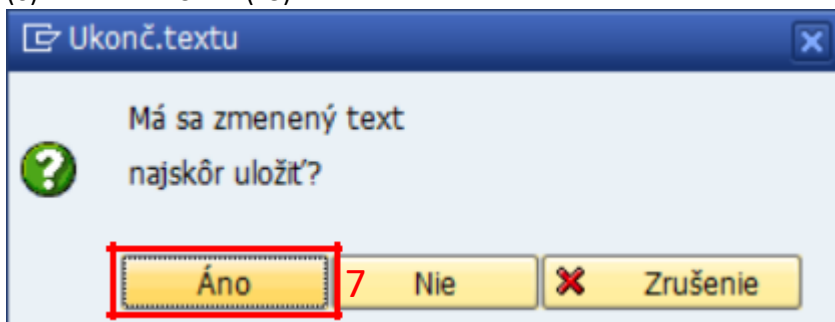 Ukonč.textu
Má sa zmenený text
najskôr uložiť?
Áno 7 Nie Zrušenie